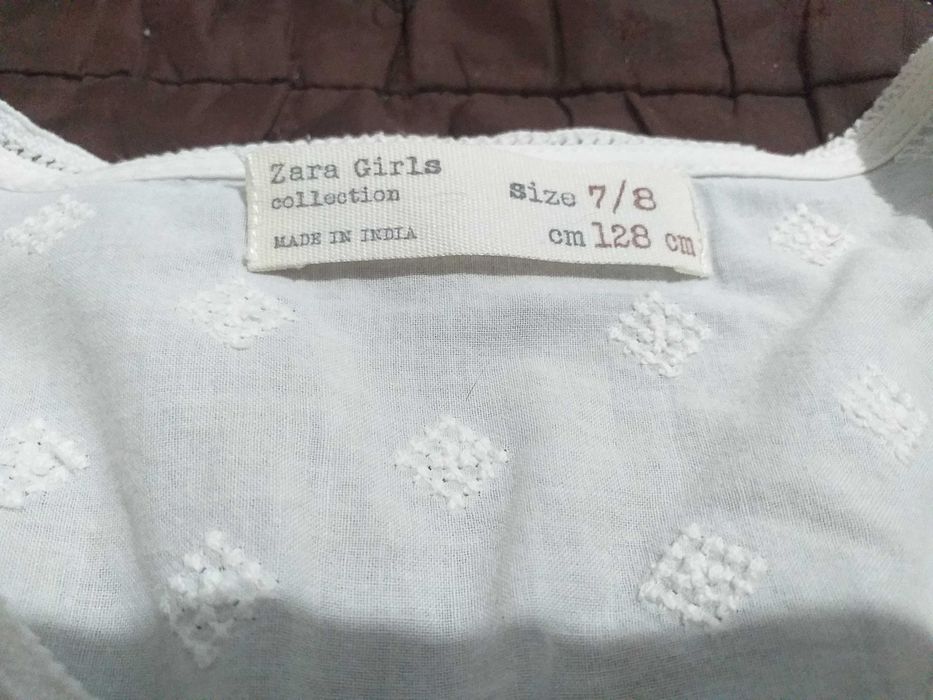 Zara Girls
collection
MADE IN INDIA
size 7/8
cm 128 cm